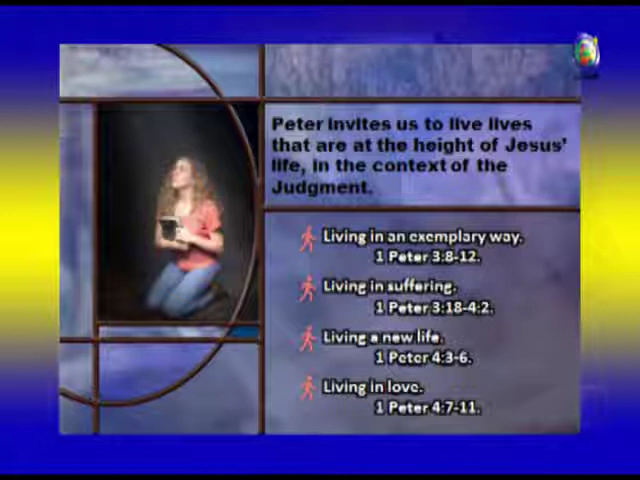 Peter invites us to live lives
that are at the height of Jesus'
life, in the context of the
Judgment.
Living in an exemplary way.
1 Peter 3:8-12.
Living in suffering.
1 Peter 3:18-4:2.
Living a new life.
1 Peter 4:3-6.
Living in love.
1 Peter 4:7-11.